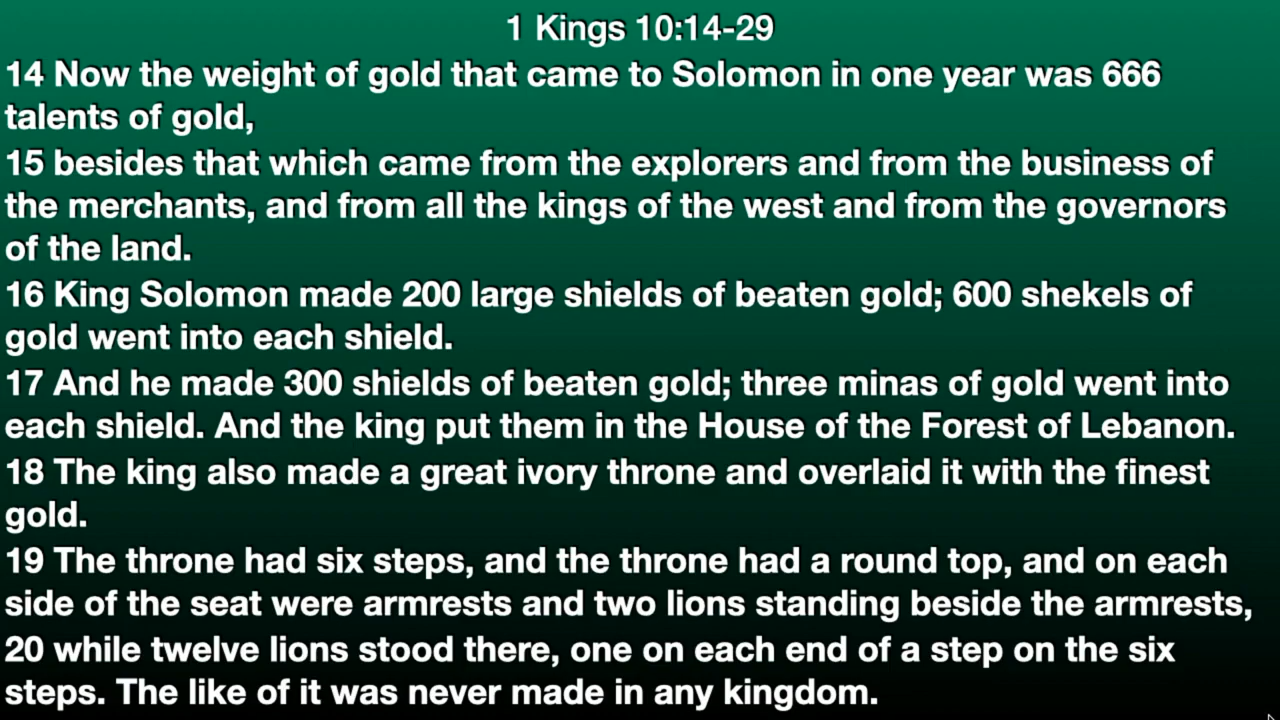 1 Kings 10:14-29
14 Now the weight of gold that came to Solomon in one year was 666
talents of gold,
15 besides that which came from the explorers and from the business of
the merchants, and from all the kings of the west and from the governors
of the land.
16 King Solomon made 200 large shields of beaten gold; 600 shekels of
gold went into each shield.
17 And he made 300 shields of beaten gold; three minas of gold went into
each shield. And the king put them in the House of the Forest of Lebanon.
18 The king also made a great ivory throne and overlaid it with the finest
gold.
19 The throne had six steps, and the throne had a round top, and on each
side of the seat were armrests and two lions standing beside the armrests,
20 while twelve lions stood there, one on each end of a step on the six
steps. The like of it was never made in any kingdom.